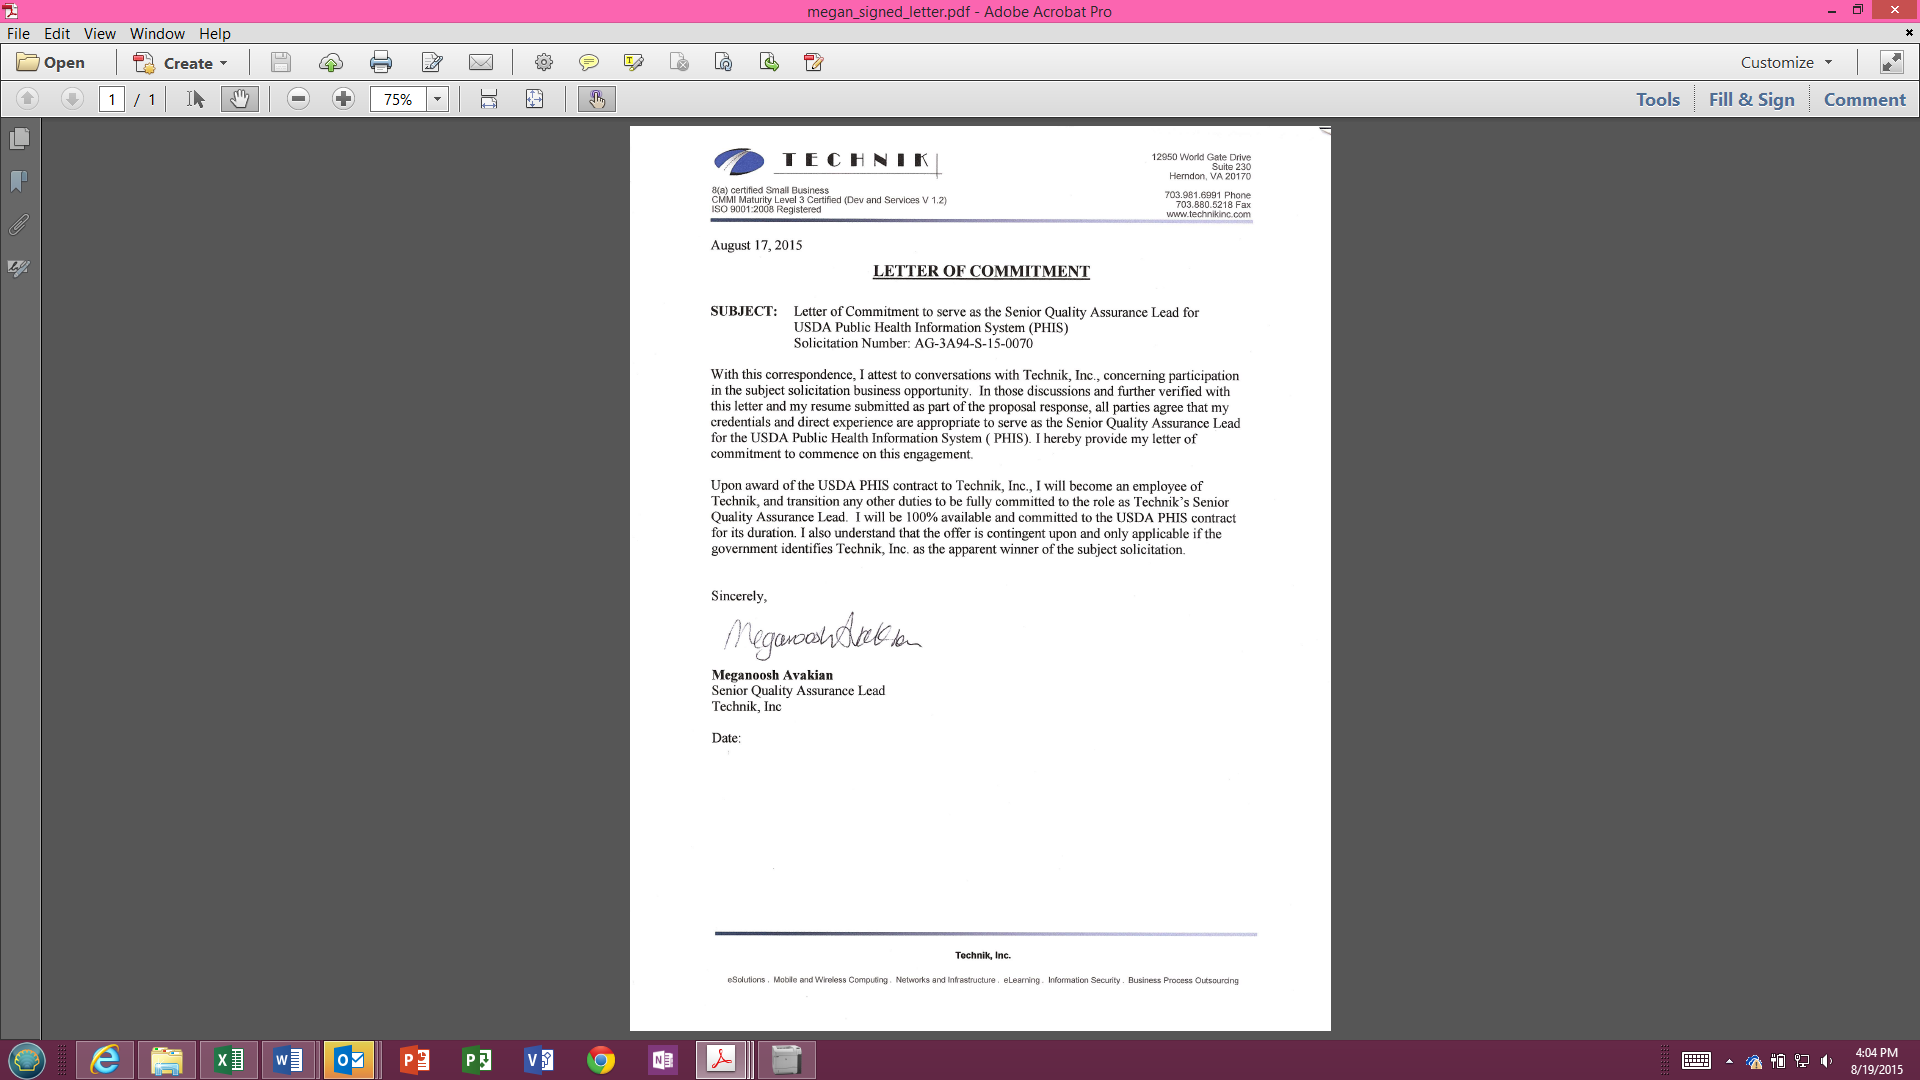 megan_signed_letter.pdf - Adobe Acrobat Pro
File Edit View Window Help
Open Create Customize
1 / 1 75% Tools Fill & Sign Comment
TECHNIK
8(a) certified Small Business
CMMI Maturity Level 3 Certified (Dev and Services V 1.2)
ISO 9001:2008 Registered
12950 World Gate Drive
Suite 230
Herndon, VA 20170
703.981.6991 Phone
703.880.5218 Fax
www.technikinc.com
August 17, 2015
LETTER OF COMMITMENT
SUBJECT: Letter of Commitment to serve as the Senior Quality Assurance Lead for
USDA Public Health Information System (PHIS)
Solicitation Number: AG-3A94-S-15-0070
With this correspondence, I attest to conversations with Technik, Inc., concerning participation
in the subject solicitation business opportunity. In those discussions and further verified with
this letter and my resume submitted as part of the proposal response, all parties agree that my
credentials and direct experience are appropriate to serve as the Senior Quality Assurance Lead
for the USDA Public Health Information System ( PHIS). I hereby provide my letter of
commitment to commence on this engagement.
Upon award of the USDA PHIS contract to Technik, Inc., I will become an employee of
Technik, and transition any other duties to be fully committed to the role as Technik's Senior
Quality Assurance Lead. I will be 100% available and committed to the USDA PHIS contract
for its duration. I also understand that the offer is contingent upon and only applicable if the
government identifies Technik, Inc. as the apparent winner of the subject solicitation.
Sincerely,
Meganoosh Avakian
Meganoosh Avakian
Senior Quality Assurance Lead
Technik, Inc
Date:
Technik, Inc.
eSolutions . Mobile and Wireless Computing . Networks and Infrastructure . eLearning . Information Security . Business Process Outsourcing
4:04 PM
8/19/2015